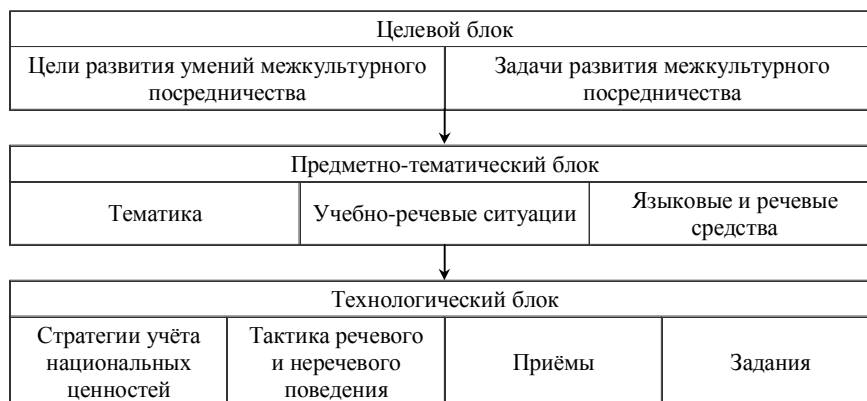 Целевой блок
Цели развития умений межкультурного
посредничества
Задачи развития межкультурного
посредничества
Предметно-тематический блок
Тематика
Учебно-речевые ситуации
Языковые и речевые
средства
Технологический блок
Стратегии учёта
национальных
ценностей
Тактика речевого
и неречевого
поведения
Приёмы
Задания